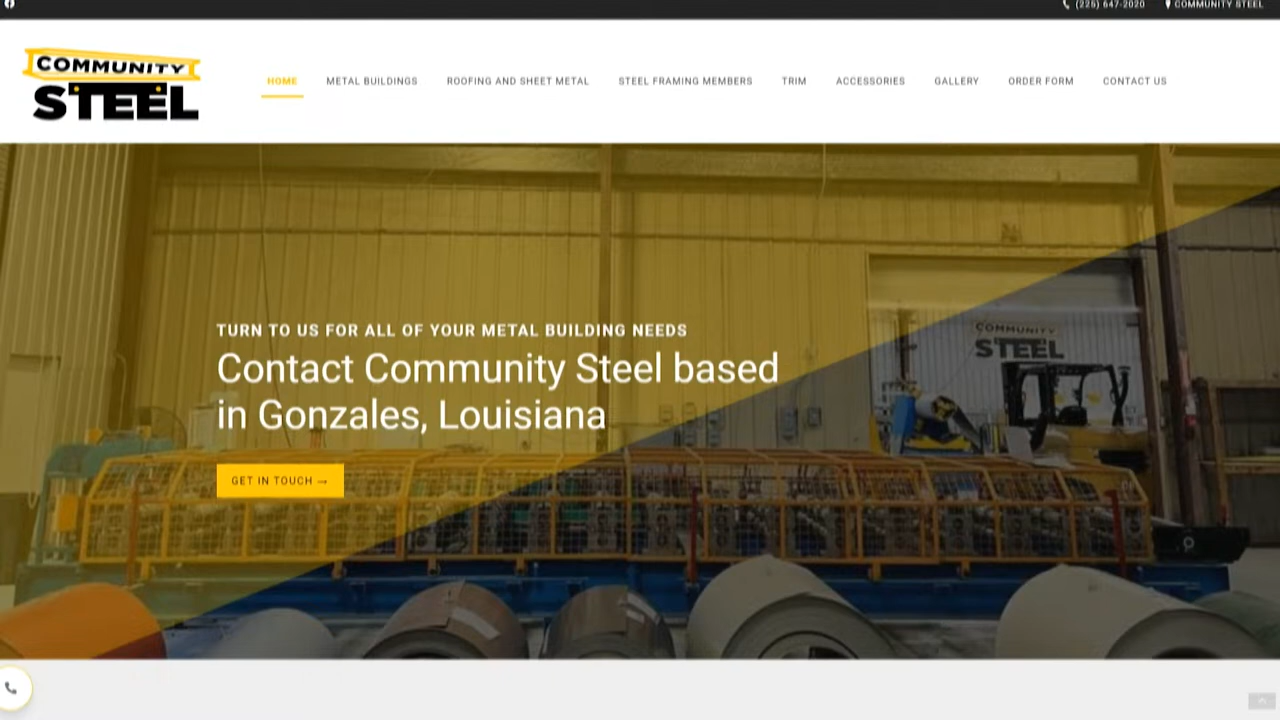 (225) 647-2020 COMMUNITY STEEL
COMMUNITY
STEEL
HOME METAL BUILDINGS ROOFING AND SHEET METAL STEEL FRAMING MEMBERS TRIM ACCESSORIES GALLERY ORDER FORM CONTACT US
COMMUNITY
STEEL
TURN TO US FOR ALL OF YOUR METAL BUILDING NEEDS
Contact Community Steel based
in Gonzales, Louisiana
GET IN TOUCH →